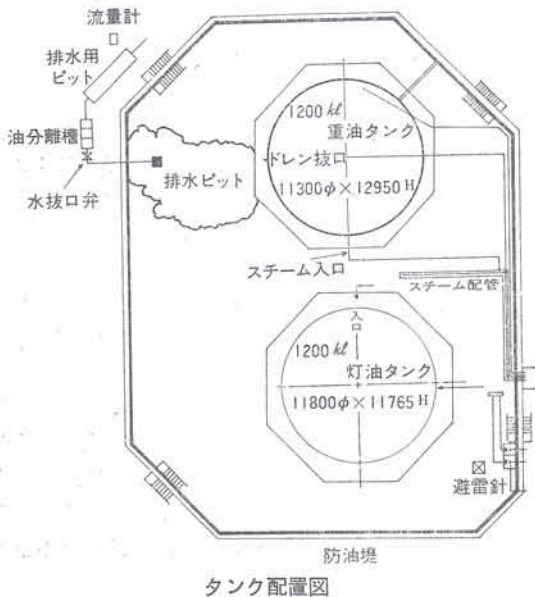 流量計
排水用
ピット
油分離槽
水抜口弁
排水ピット
1200 kl
重油タンク
ドレン抜口
11300φ×12950H
スチーム入口
スチーム配管
入口
1200 kl
灯油タンク
11800φ×11765H
避雷針
防油堤
タンク配置図